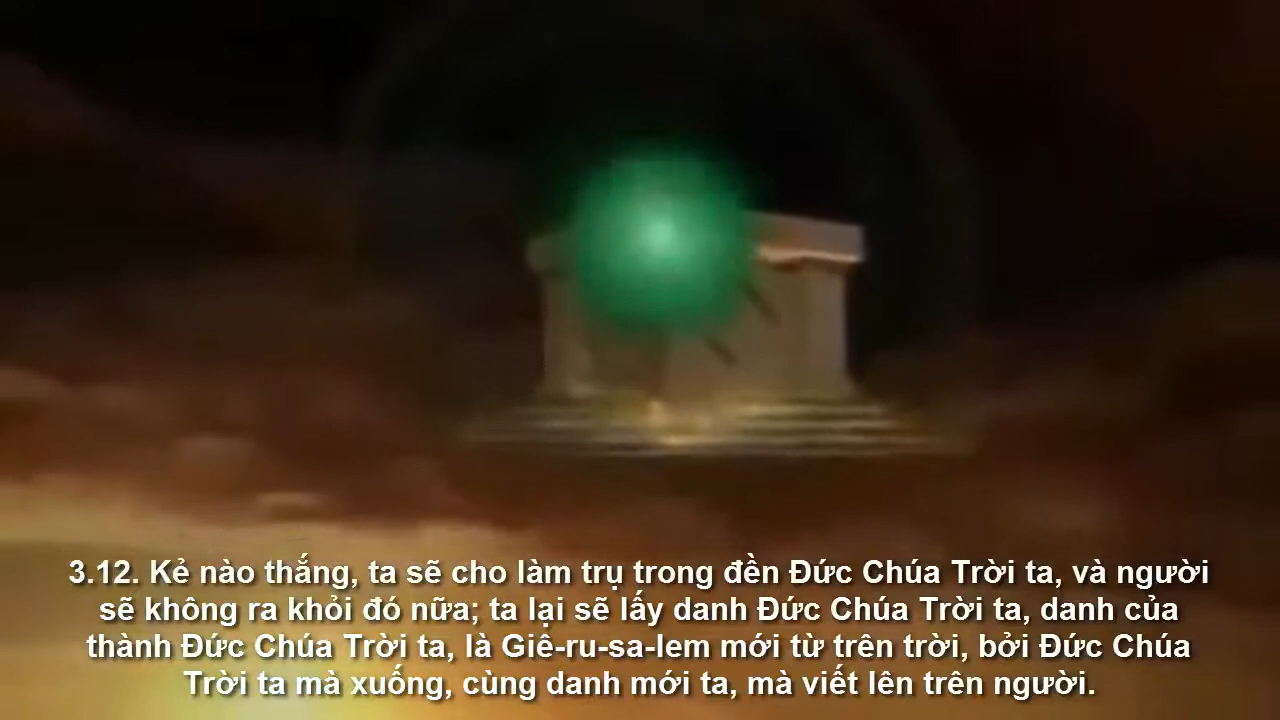 3.12. Kẻ nào thắng, ta sẽ cho làm trụ trong đền Đức Chúa Trời ta, và người
sẽ không ra khỏi đó nữa; ta lại sẽ lấy danh Đức Chúa Trời ta, danh của
thành Đức Chúa Trời ta, là Giê-ru-sa-lem mới từ trên trời, bởi Đức Chúa
Trời ta mà xuống, cùng danh mới ta, mà viết lên trên người.